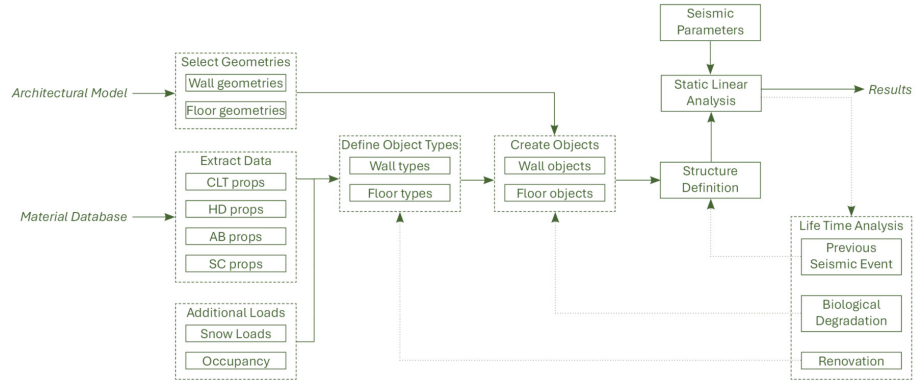 Seismic
Parameters
Select Geometries
Wall geometries
Floor geometries
Architectural Model
Static Linear
Analysis
Results
Define Object Types
Wall types
Floor types
Create Objects
Wall objects
Floor objects
Extract Data
CLT props
HD props
AB props
SC props
Structure
Definition
Material Database
Life Time Analysis
Previous
Seismic Event
Biological
Degradation
Renovation
Additional Loads
Snow Loads
Occupancy